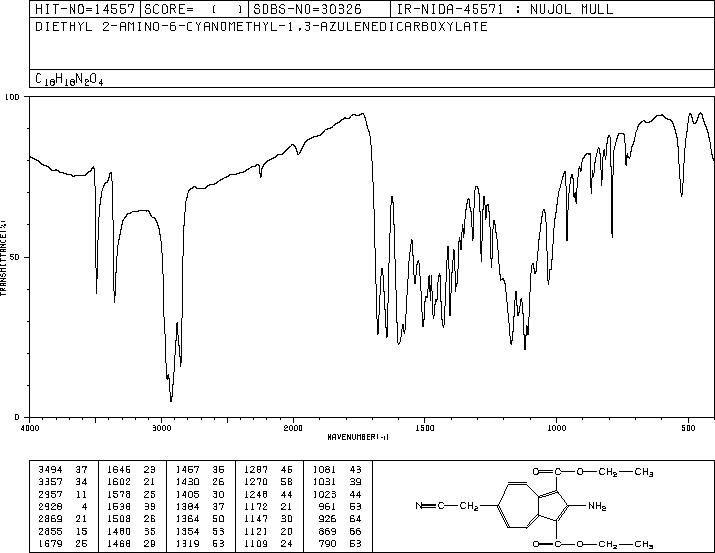 HIT-NO=14557 SCORE= ( ) SDBS-NO=30326 IR-NIDA-45571 : NUJOL MULL
DIETHYL 2-AMINO-6-CYANOMETHYL-1,3-AZULENEDICARBOXYLATE
C18H18N2O4
100
TRANSMITTANCE(%)
50
0
4000 3000 2000 1500 1000 500
WAVENUMBER(-1)
3494 37 1646 23 1467 36 1287 46 1081 43
3357 34 1602 21 1430 26 1270 58 1031 39
2957 11 1578 25 1405 30 1248 44 1023 44
2928 4 1538 39 1384 37 1172 21 961 53
2869 21 1508 26 1364 50 1147 30 926 64
2855 15 1480 35 1354 53 1121 20 869 66
1679 25 1468 29 1319 53 1109 24 790 53
O=C-O-CH2-CH3
N≡C-CH2
NH2
O=C-O-CH2-CH3